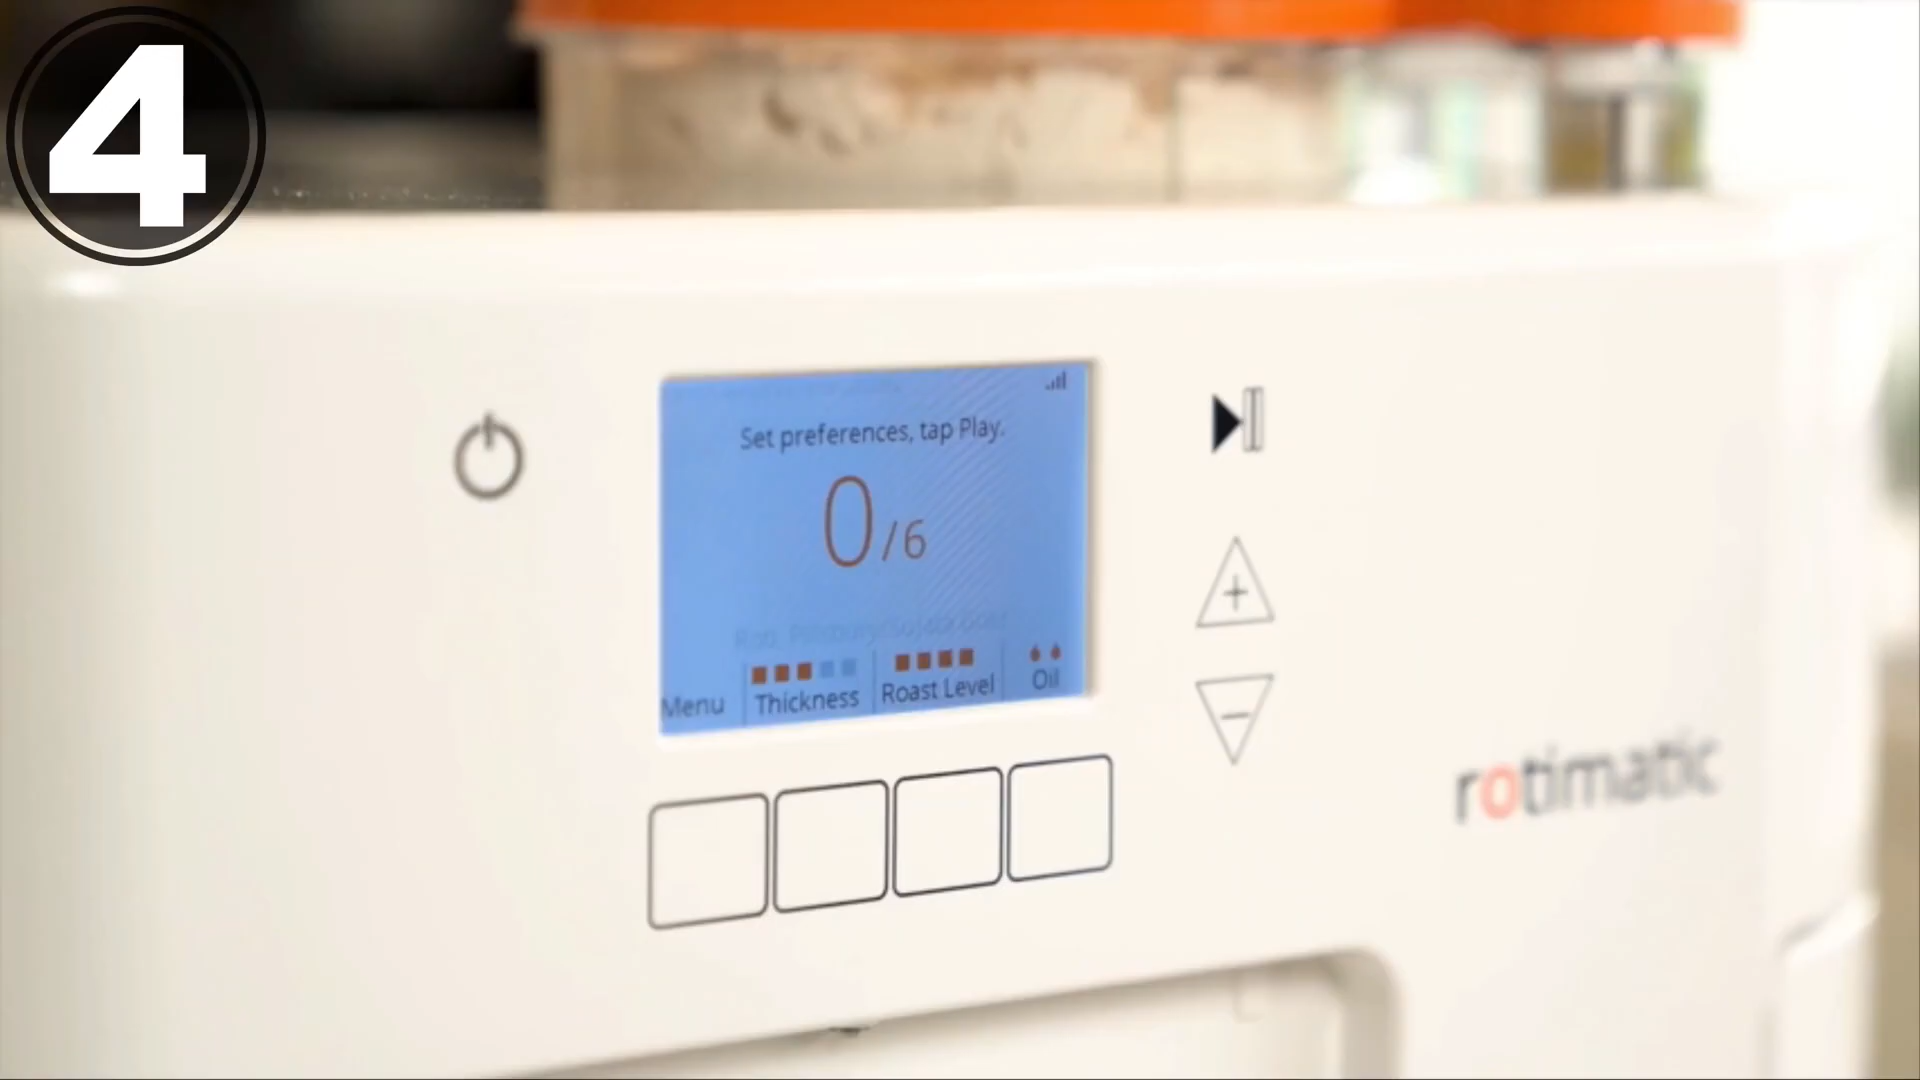 4
Set preferences, tap Play.
0/6
Menu
Thickness
Roast Level
Oil
rotimatic